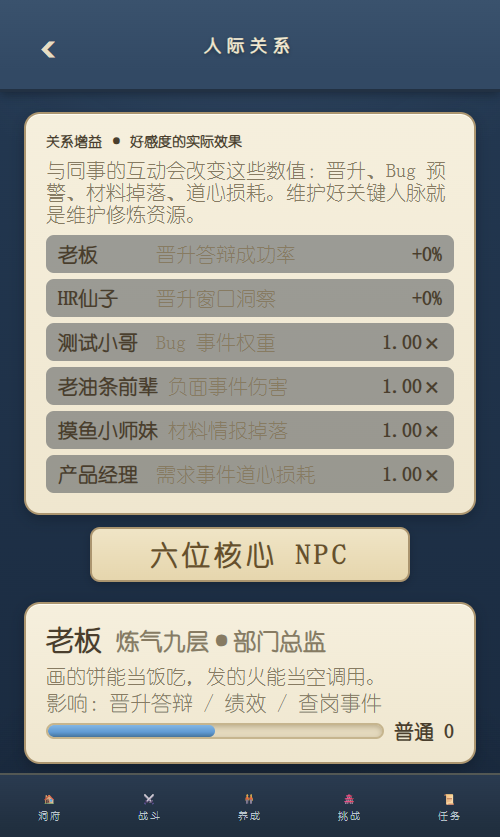 人际关系
关系增益 ● 好感度的实际效果
与同事的互动会改变这些数值：晋升、Bug 预
警、材料掉落、道心损耗。维护好关键人脉就
是维护修炼资源。
老板 晋升答辩成功率 +0%
HR仙子 晋升窗口洞察 +0%
测试小哥 Bug 事件权重 1.00×
老油条前辈 负面事件伤害 1.00×
摸鱼小师妹 材料情报掉落 1.00×
产品经理 需求事件道心损耗 1.00×
六位核心 NPC
老板 炼气九层●部门总监
画的饼能当饭吃，发的火能当空调用。
影响：晋升答辩 / 绩效 / 查岗事件
普通 0
洞府 战斗 养成 挑战 任务